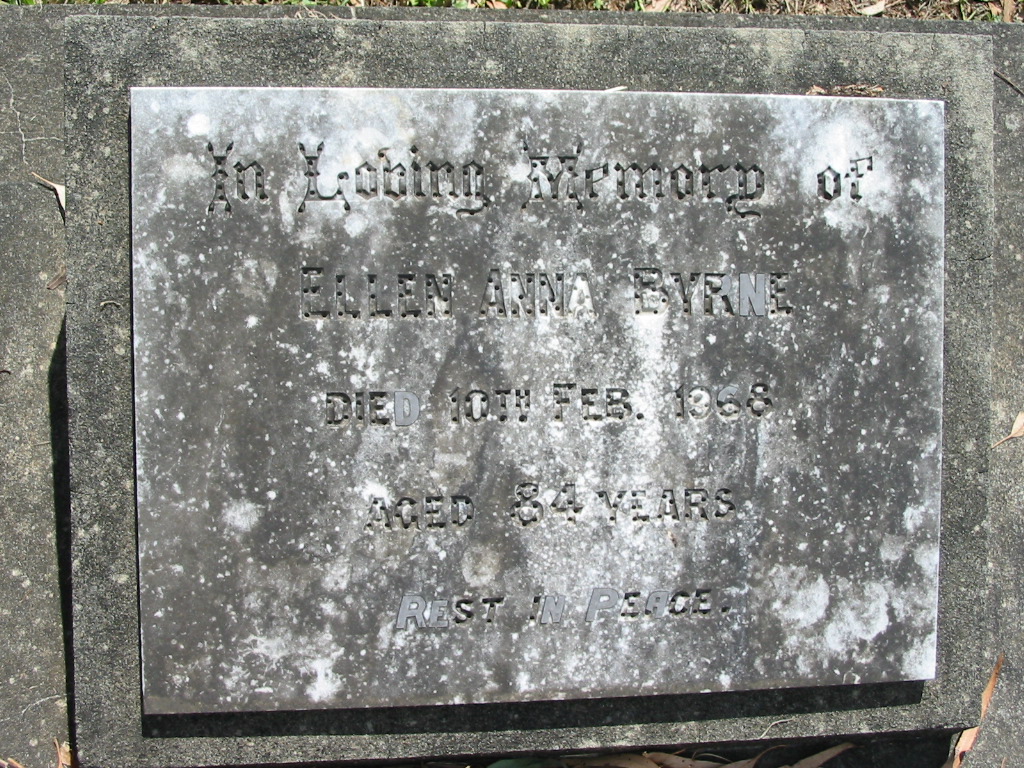 In Loving Memory of
ELLEN ANNA BYRNE
DIED 10TH FEB. 1968
AGED 84 YEARS
REST IN PEACE.